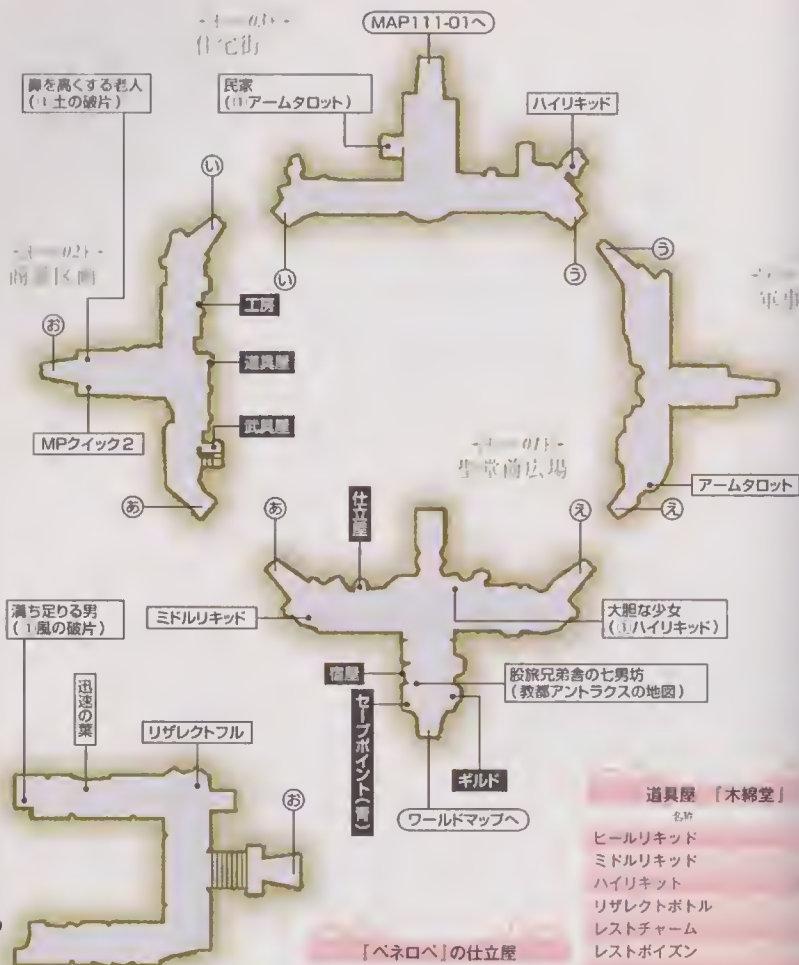 住宅街
MAP111-01へ
鼻を高くする老人
(①土の破片)
民家
(①アームタロット)
ハイリキッド
い
い
う
う
お
工房
道具屋
武具屋
MPクイック2
あ
聖堂前広場
アームタロット
え
仕立屋
あ
え
満ち足りる男
(①風の破片)
ミドルリキッド
大胆な少女
(①ハイリキッド)
迅速の葉
リザレクトフル
宿屋
股旅兄弟舎の七男坊
(教都アントラクスの地図)
セーブポイント(青)
ギルド
お
ワールドマップへ
道具屋 『木綿堂』
名称
ヒールリキッド
ミドルリキッド
ハイリキット
リザレクトボトル
レストチャーム
レストポイズン
『ペネロペ』の仕立屋